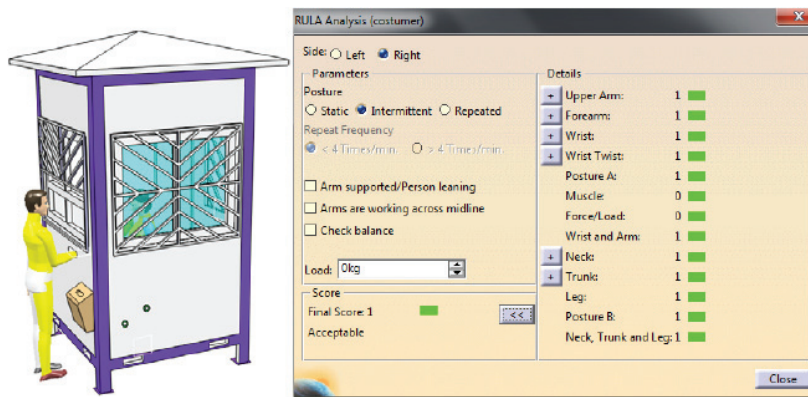 RULA Analysis (costumer)
Side: Left Right
Parameters
Posture
Static Intermittent Repeated
Repeat Frequency
< 4 Times/min. > 4 Times/min.
Arm supported/Person leaning
Arms are working across midline
Check balance
Load: 0kg
Score
Final Score: 1
<<
Acceptable
Details
+ Upper Arm: 1
+ Forearm: 1
+ Wrist: 1
+ Wrist Twist: 1
Posture A: 1
Muscle: 0
Force/Load: 0
Wrist and Arm: 1
+ Neck: 1
+ Trunk: 1
Leg: 1
Posture B: 1
Neck, Trunk and Leg: 1
Close